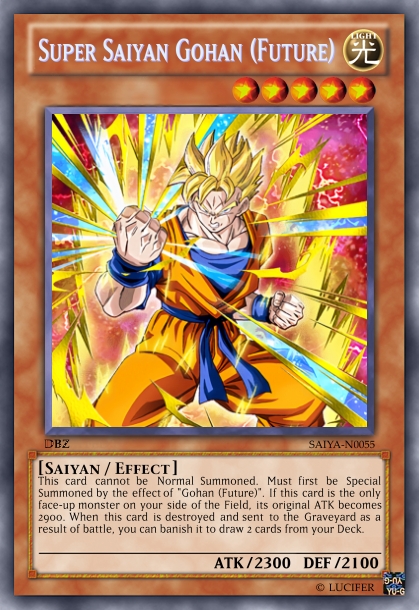 Super Saiyan Gohan (Future)
LIGHT
光
DBZ
SAIYA-N0055
[Saiyan / Effect]
This card cannot be Normal Summoned. Must first be Special
Summoned by the effect of "Gohan (Future)". If this card is the only
face-up monster on your side of the Field, its original ATK becomes
2900. When this card is destroyed and sent to the Graveyard as a
result of battle, you can banish it to draw 2 cards from your Deck.
ATK/2300 DEF/2100
© LUCIFER